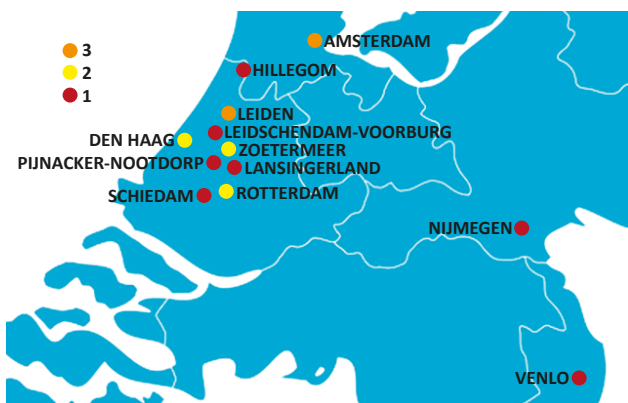 3
2
1
AMSTERDAM
HILLEGOM
LEIDEN
LEIDSCHENDAM-VOORBURG
DEN HAAG
ZOETERMEER
PIJNACKER-NOOTDORP
LANSINGERLAND
SCHIEDAM
ROTTERDAM
NIJMEGEN
VENLO